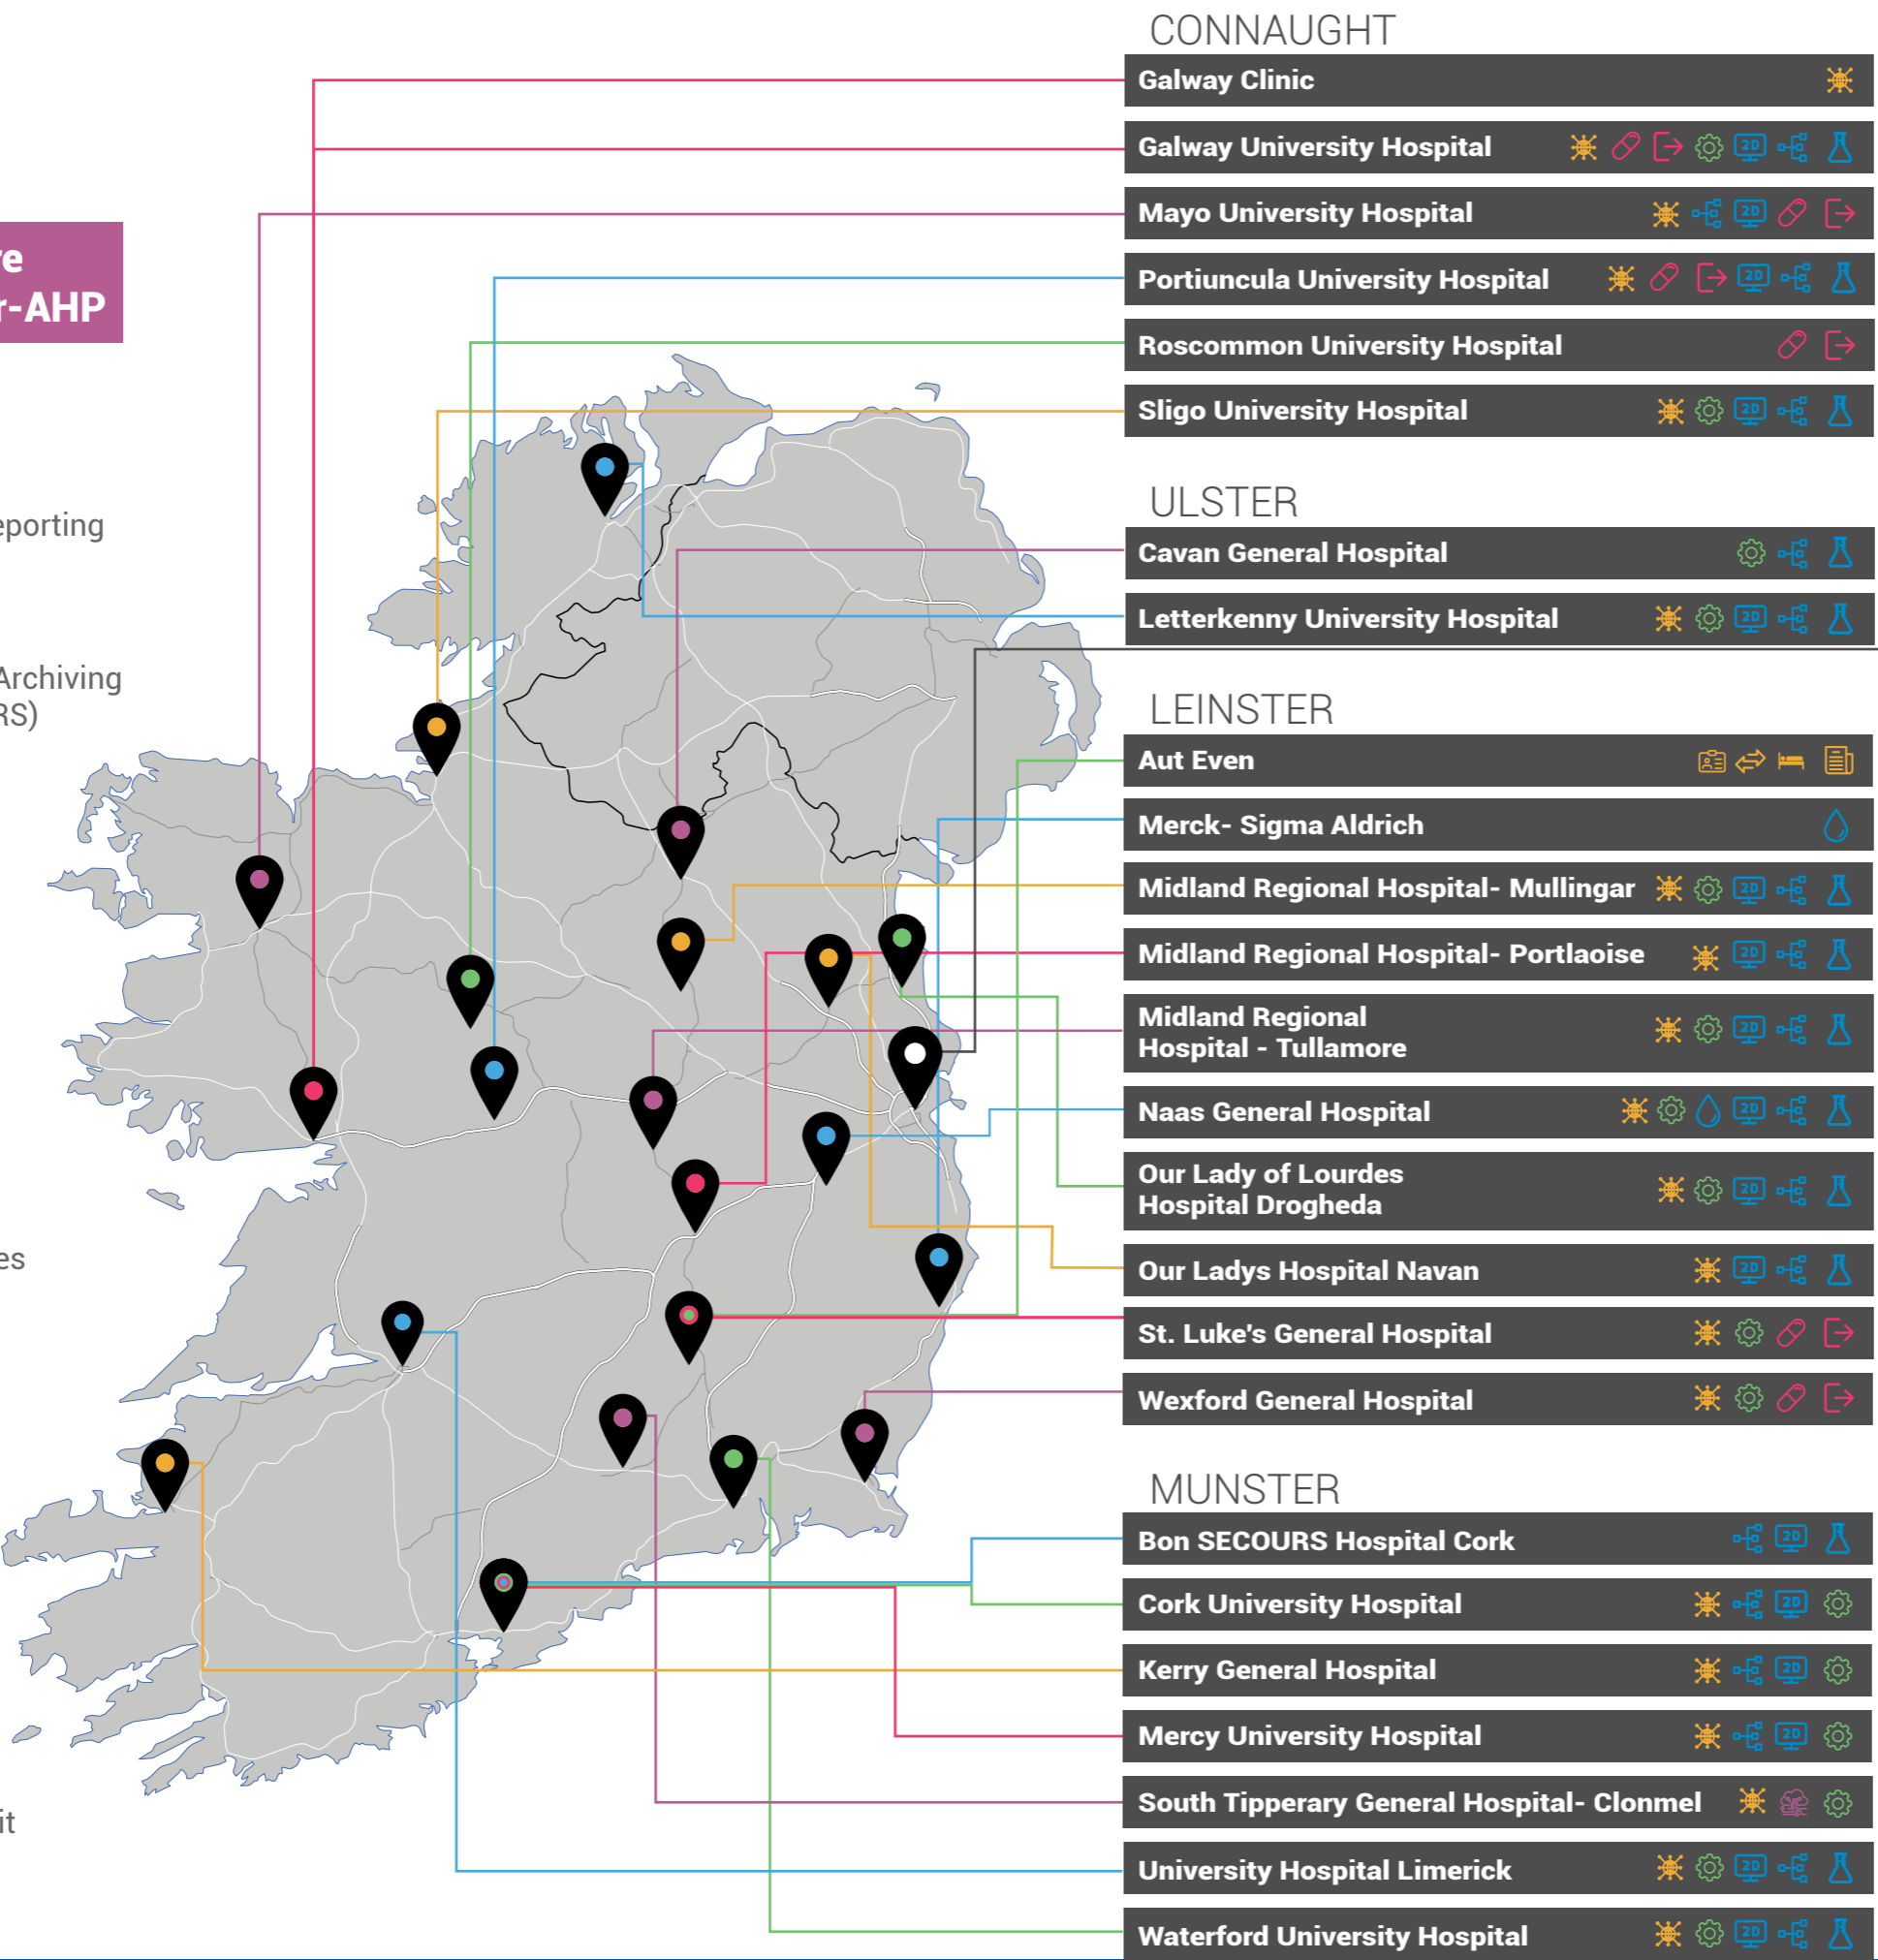 CONNAUGHT
Galway Clinic
Galway University Hospital
Mayo University Hospital
Portiuncula University Hospital
Roscommon University Hospital
Sligo University Hospital
ULSTER
Cavan General Hospital
Letterkenny University Hospital
LEINSTER
Aut Even
Merck- Sigma Aldrich
Midland Regional Hospital- Mullingar
Midland Regional Hospital- Portlaoise
Midland Regional
Hospital - Tullamore
Naas General Hospital
Our Lady of Lourdes
Hospital Drogheda
Our Ladys Hospital Navan
St. Luke's General Hospital
Wexford General Hospital
MUNSTER
Bon SECOURS Hospital Cork
Cork University Hospital
Kerry General Hospital
Mercy University Hospital
South Tipperary General Hospital- Clonmel
University Hospital Limerick
Waterford University Hospital
re
r-AHP
eporting
Archiving
RS)
es
it